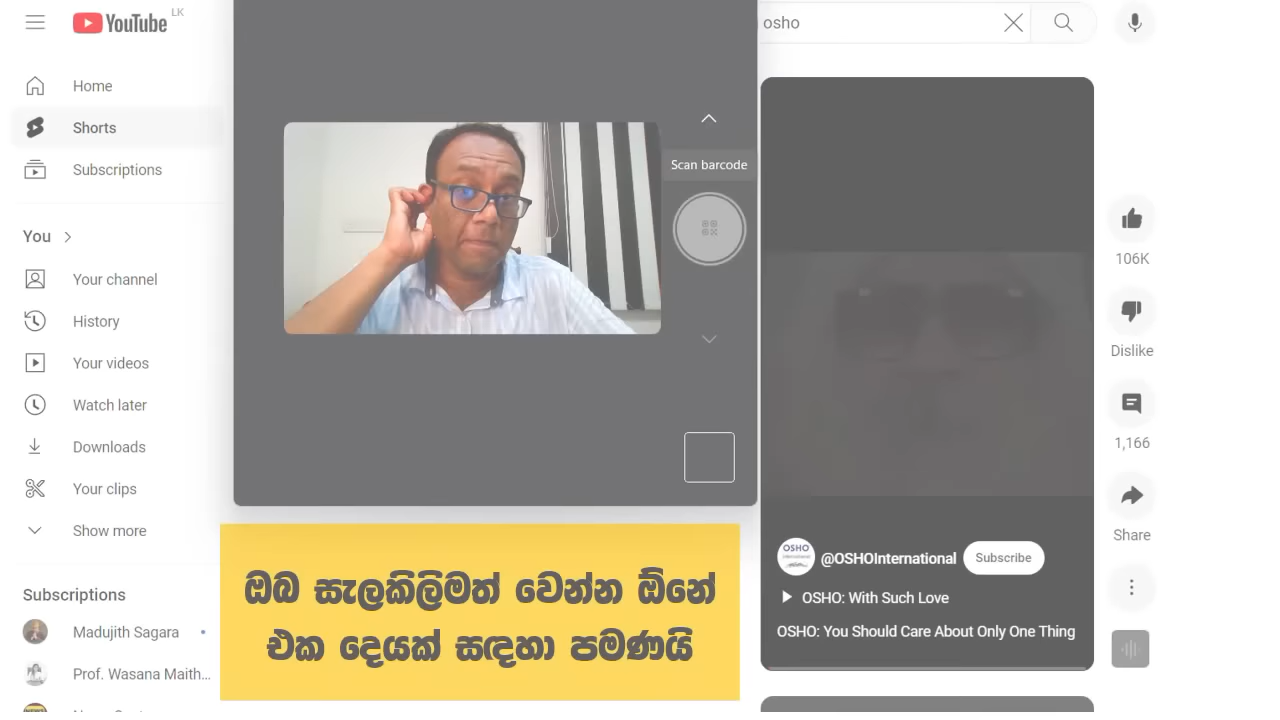 YouTube LK
osho
Home
Shorts
Subscriptions
You
Your channel
History
Your videos
Watch later
Downloads
Your clips
Show more
Subscriptions
Madujith Sagara
Prof. Wasana Maith...
Scan barcode
ඔබ සැලකිලිමත් වෙන්න ඕනේ
එක දෙයක් සඳහා පමණයි
OSHO
@OSHOInternational
Subscribe
OSHO: With Such Love
OSHO: You Should Care About Only One Thing
106K
Dislike
1,166
Share